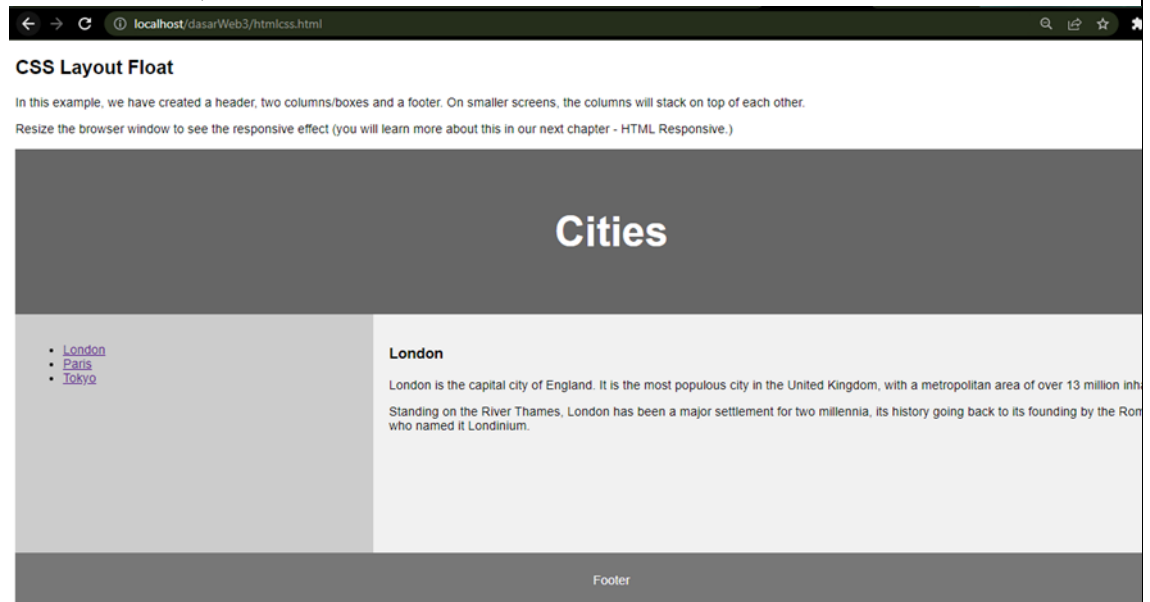 localhost/dasarWeb3/htmlcss.html
CSS Layout Float
In this example, we have created a header, two columns/boxes and a footer. On smaller screens, the columns will stack on top of each other.
Resize the browser window to see the responsive effect (you will learn more about this in our next chapter - HTML Responsive.)
Cities
London
Paris
Tokyo
London
London is the capital city of England. It is the most populous city in the United Kingdom, with a metropolitan area of over 13 million inh
Standing on the River Thames, London has been a major settlement for two millennia, its history going back to its founding by the Rom
who named it Londinium.
Footer